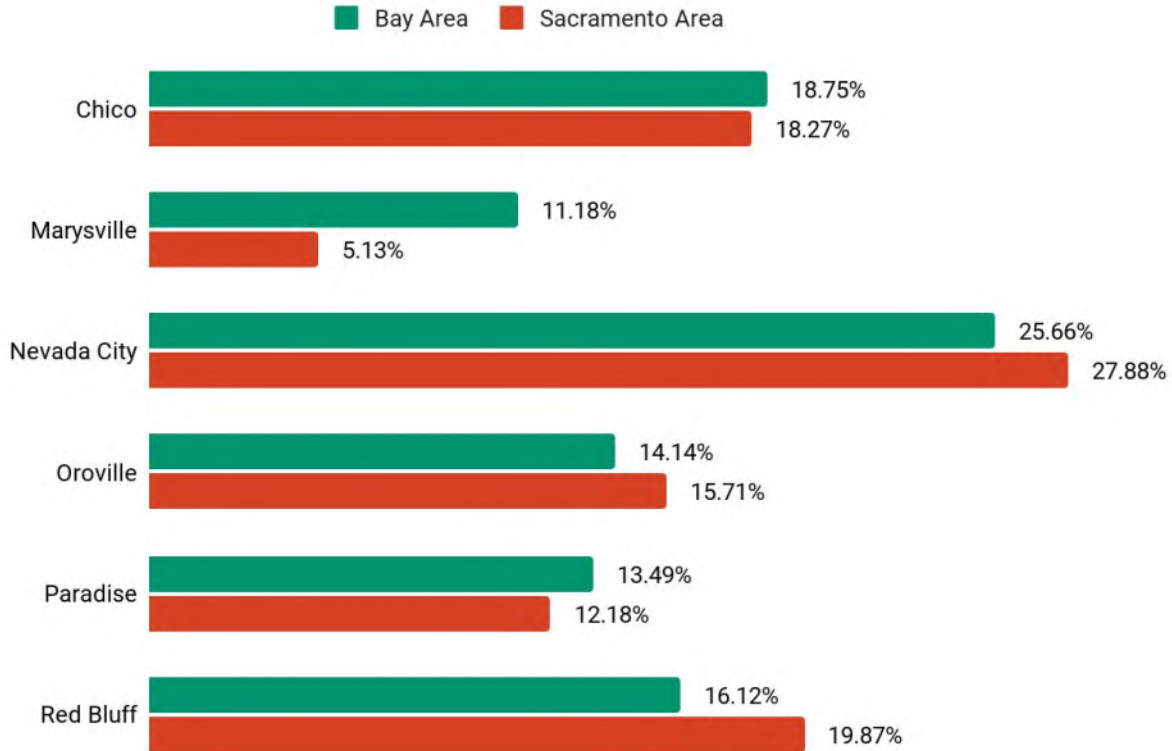 Bay Area Sacramento Area
Chico
18.75%
18.27%
Marysville
11.18%
5.13%
Nevada City
25.66%
27.88%
Oroville
14.14%
15.71%
Paradise
13.49%
12.18%
Red Bluff
16.12%
19.87%